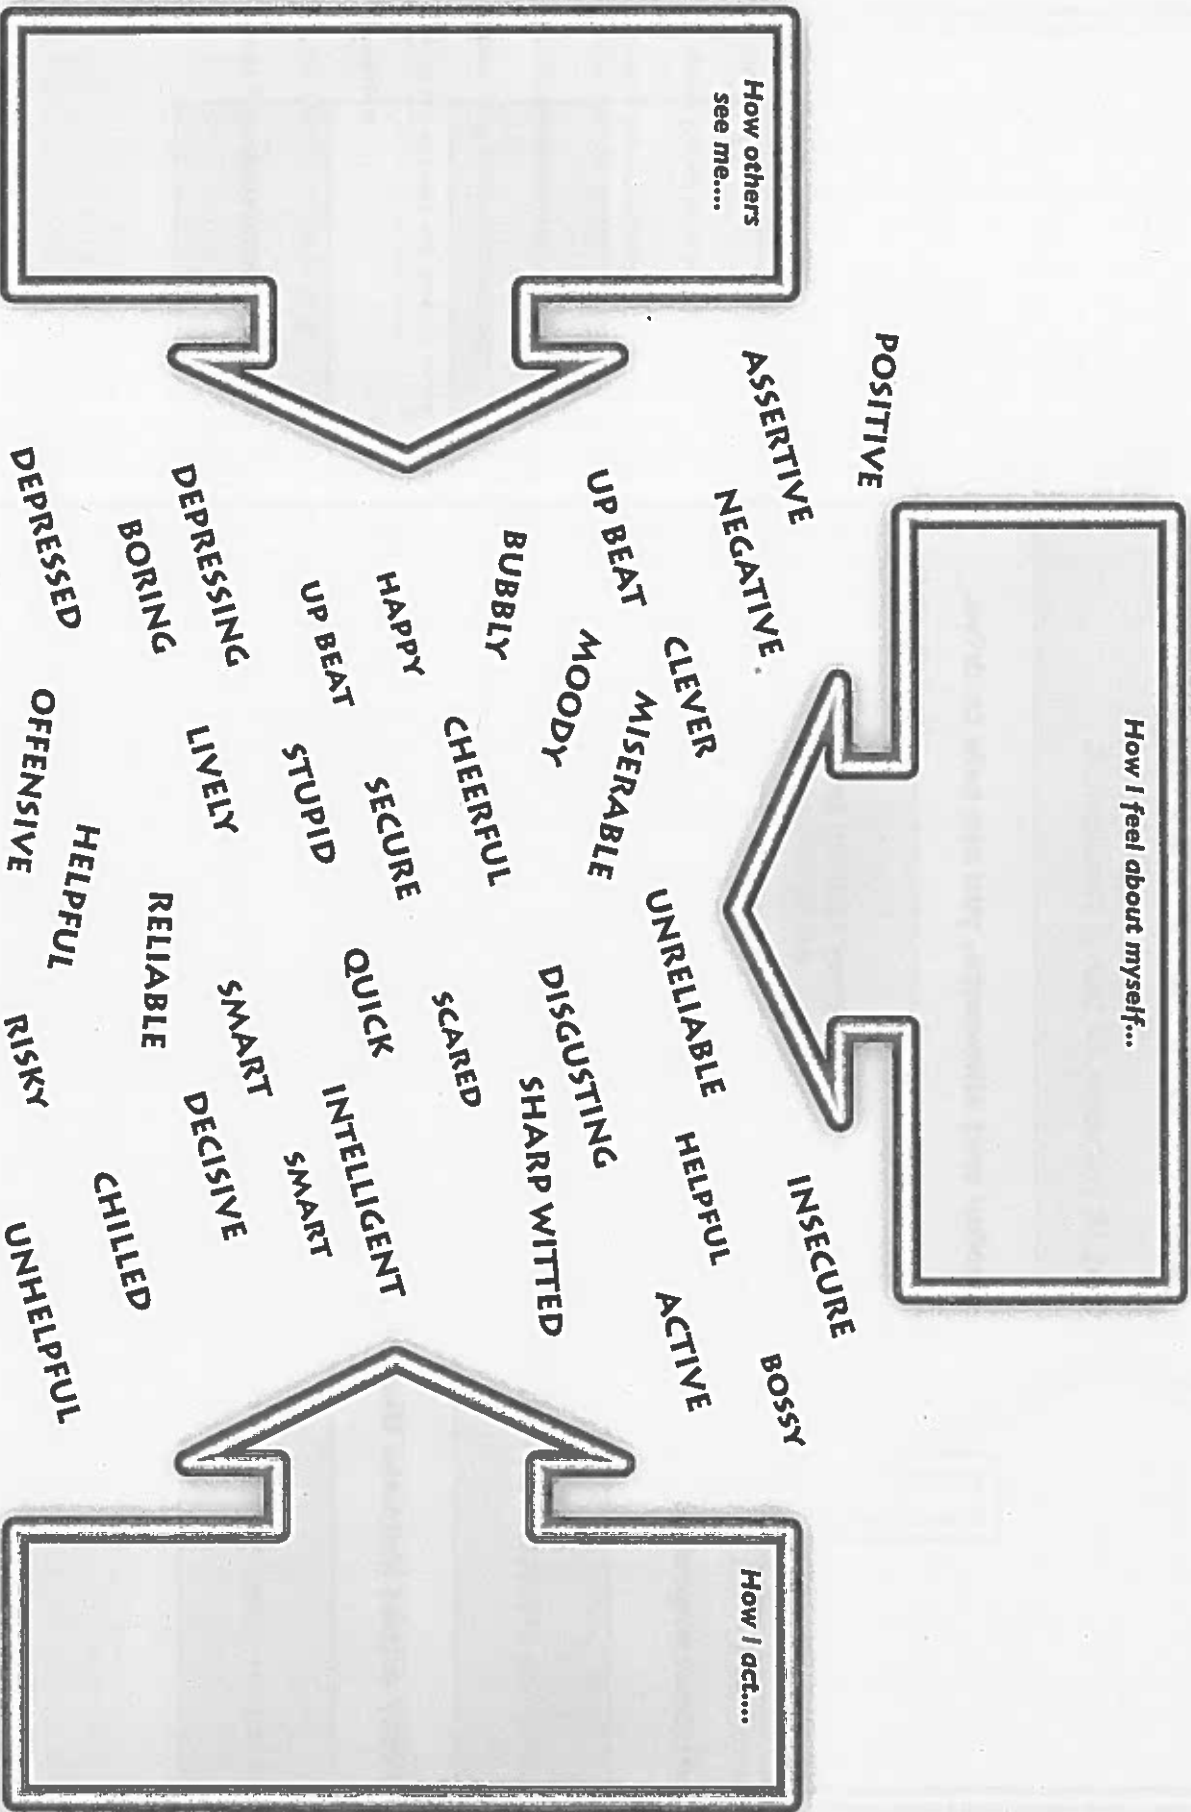 How I feel about myself...
How others
see me....
How I act....
POSITIVE
ASSERTIVE
NEGATIVE
INSECURE
BOSSY
UP BEAT
CLEVER
MISERABLE
UNRELIABLE
HELPFUL
ACTIVE
BUBBLY
MOODY
DISGUSTING
SHARP WITTED
HAPPY
CHEERFUL
SCARED
UP BEAT
SECURE
QUICK
INTELLIGENT
STUPID
SMART
DEPRESSING
LIVELY
SMART
DECISIVE
BORING
RELIABLE
CHILLED
DEPRESSED
HELPFUL
OFFENSIVE
RISKY
UNHELPFUL